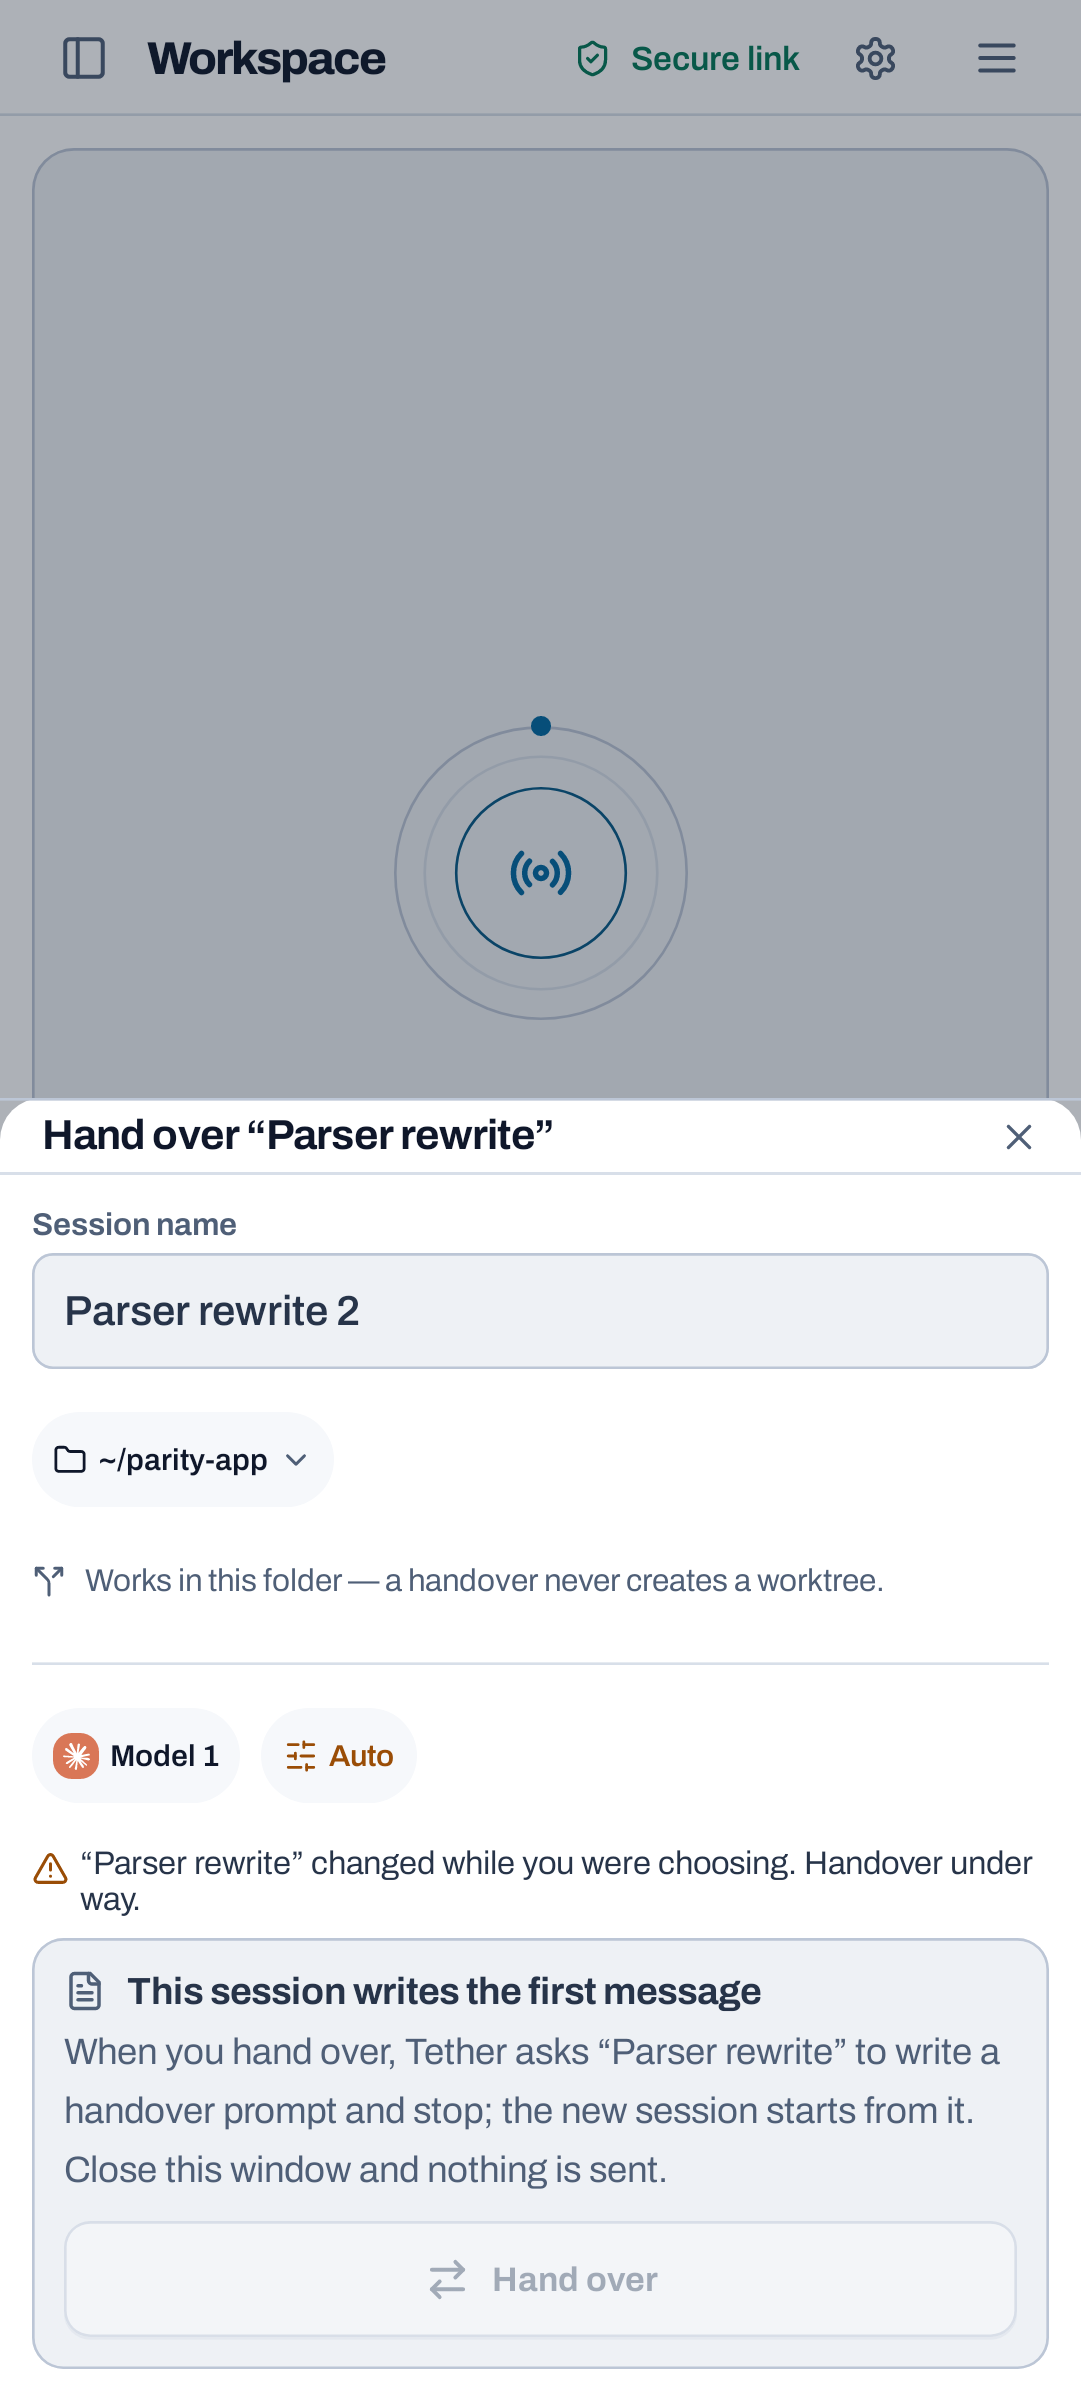 Workspace
Secure link
Hand over “Parser rewrite”
Session name
Parser rewrite 2
~/parity-app
Works in this folder — a handover never creates a worktree.
Model 1
Auto
“Parser rewrite” changed while you were choosing. Handover under
way.
This session writes the first message
When you hand over, Tether asks “Parser rewrite” to write a
handover prompt and stop; the new session starts from it.
Close this window and nothing is sent.
Hand over